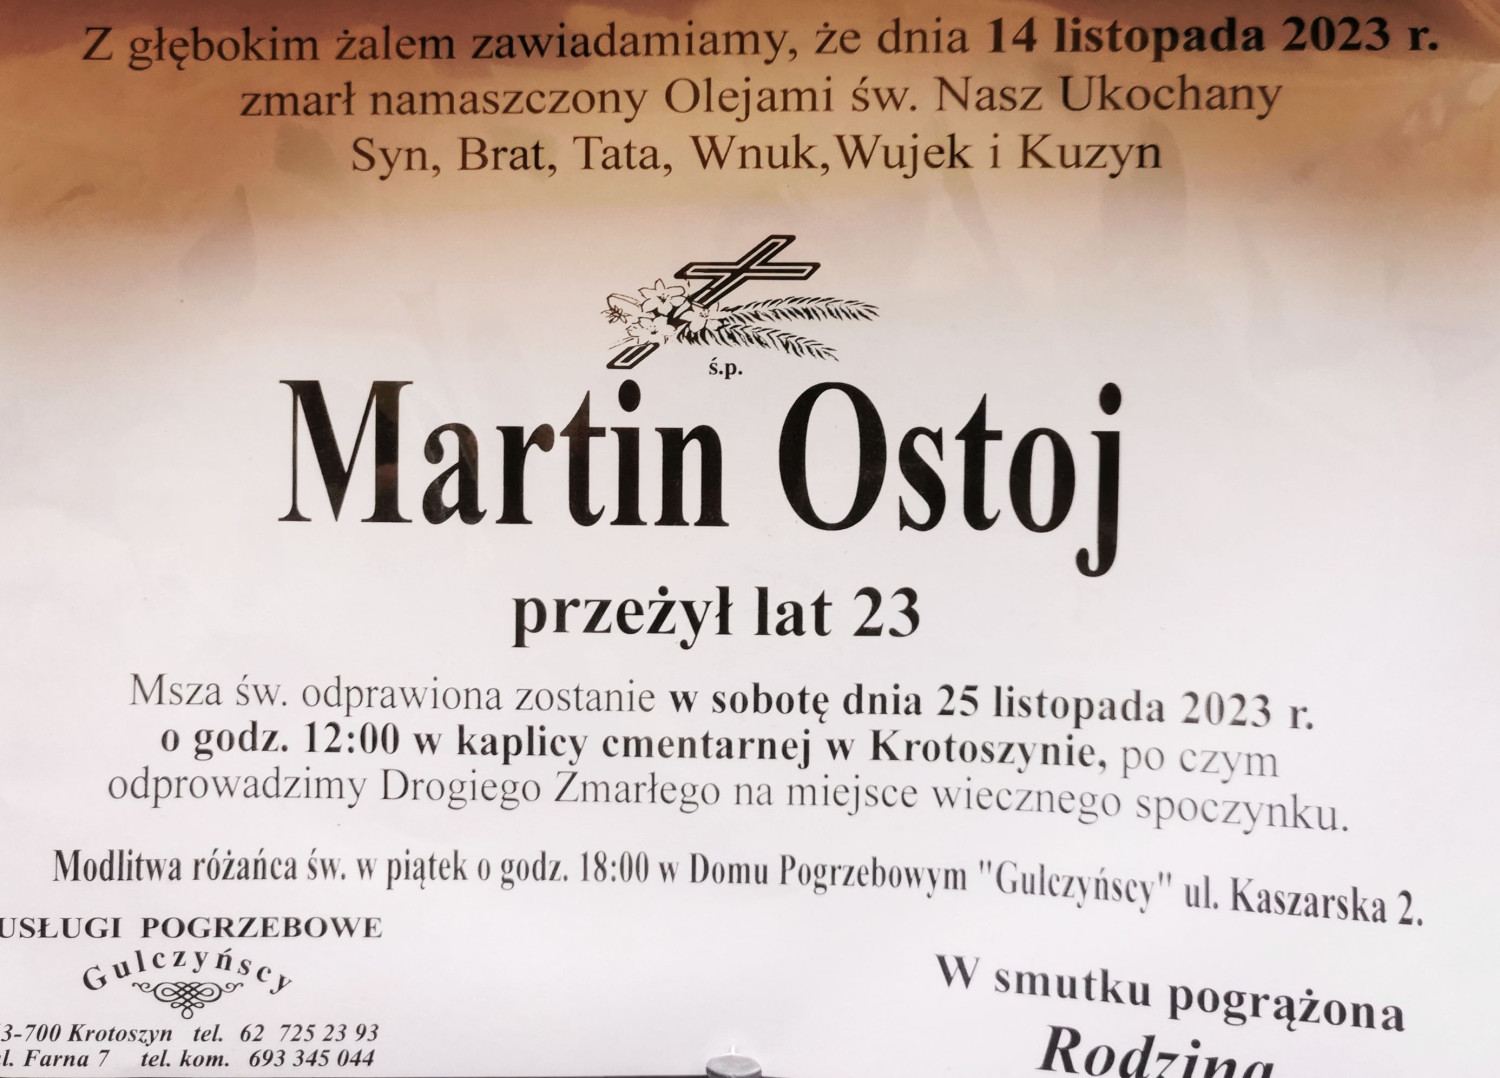 Z głębokim żalem zawiadamiamy, że dnia 14 listopada 2023 r.
zmarł namaszczony Olejami św. Nasz Ukochany
Syn, Brat, Tata, Wnuk, Wujek i Kuzyn
ś.p.
Martin Ostoj
przeżył lat 23
Msza św. odprawiona zostanie w sobotę dnia 25 listopada 2023 r.
o godz. 12:00 w kaplicy cmentarnej w Krotoszynie, po czym
odprowadzimy Drogiego Zmarłego na miejsce wiecznego spoczynku.
Modlitwa różańca św. w piątek o godz. 18:00 w Domu Pogrzebowym "Gulczyńscy" ul. Kaszarska 2.
USŁUGI POGRZEBOWE
Gulczyńscy
3-700 Krotoszyn tel. 62 725 23 93
l. Farna 7 tel. kom. 693 345 044
W smutku pogrążona
Rodzina